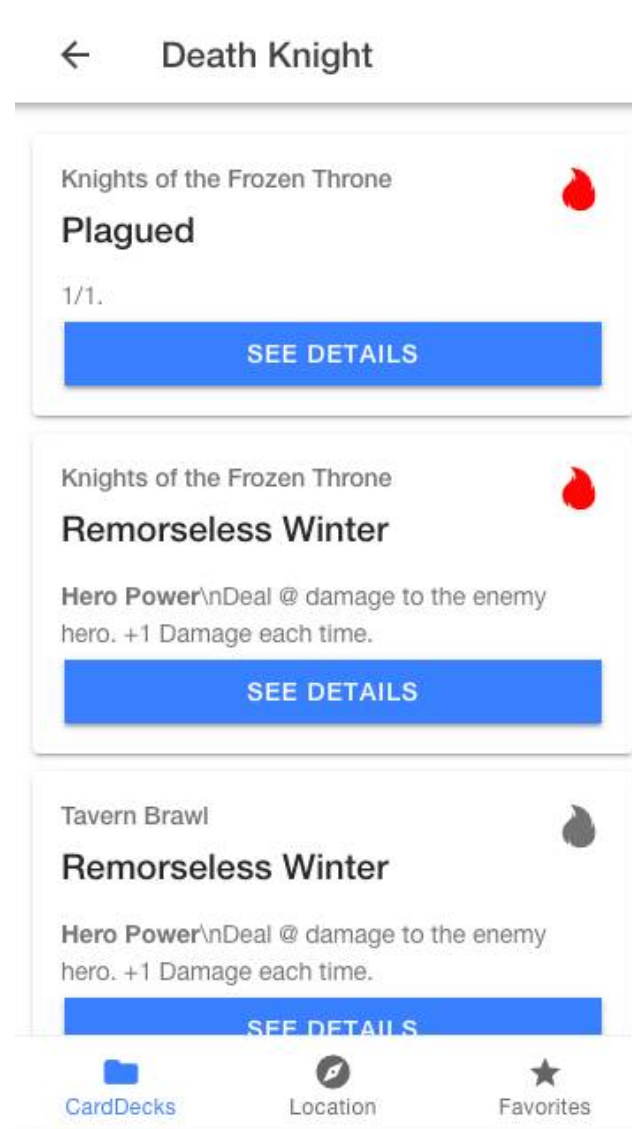 Death Knight
Knights of the Frozen Throne
Plagued
1/1.
SEE DETAILS
Knights of the Frozen Throne
Remorseless Winter
Hero Power\nDeal @ damage to the enemy
hero. +1 Damage each time.
SEE DETAILS
Tavern Brawl
Remorseless Winter
Hero Power\nDeal @ damage to the enemy
hero. +1 Damage each time.
SEE DETAILS
CardDecks
Location
Favorites